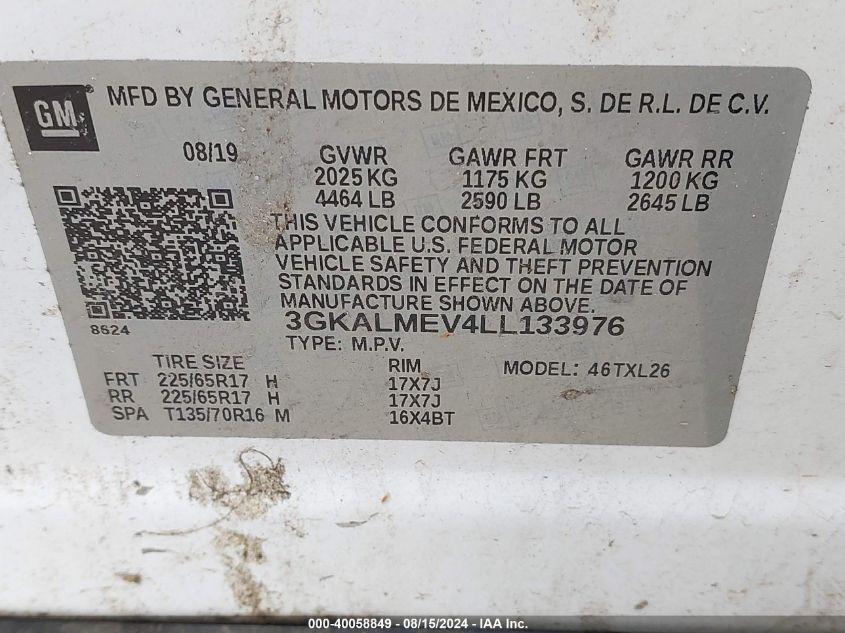 GM MFD BY GENERAL MOTORS DE MEXICO, S. DE R.L. DE C.V.
08/19 GVWR GAWR FRT GAWR RR
2025 KG 1175 KG 1200 KG
4464 LB 2590 LB 2645 LB
THIS VEHICLE CONFORMS TO ALL
APPLICABLE U.S. FEDERAL MOTOR
VEHICLE SAFETY AND THEFT PREVENTION
STANDARDS IN EFFECT ON THE DATE OF
MANUFACTURE SHOWN ABOVE.
8624 3GKALMEV4LL133976
TYPE: M.P.V.
TIRE SIZE RIM MODEL: 46TXL26
FRT 225/65R17 H 17X7J
RR 225/65R17 H 17X7J
SPA T135/70R16 M 16X4BT
000-40058849 - 08/15/2024 - IAA Inc.